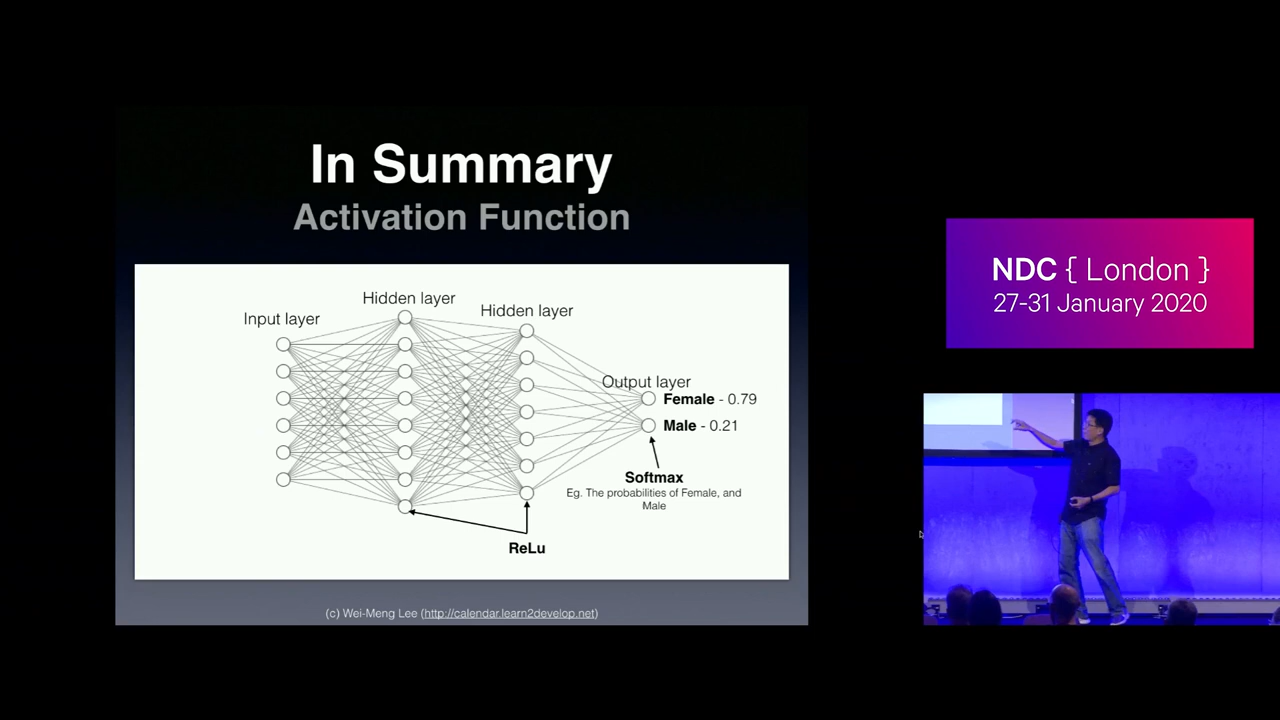 In Summary
Activation Function
Hidden layer
Hidden layer
Input layer
Output layer
Female - 0.79
Male - 0.21
Softmax
Eg. The probabilities of Female, and
Male
ReLu
(c) Wei-Meng Lee (http://calendar.learn2develop.net)
NDC { London }
27-31 January 2020